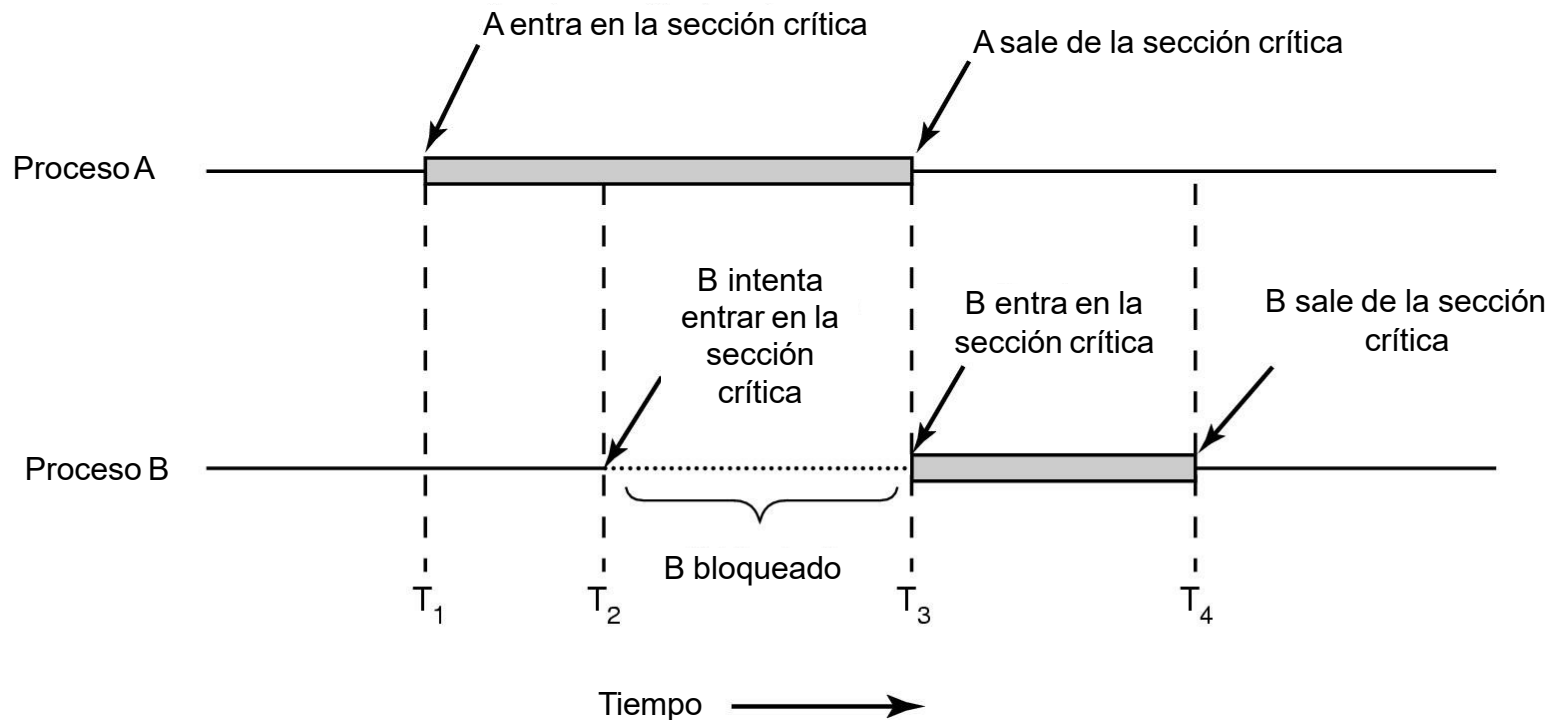 A entra en la sección crítica
A sale de la sección crítica
Proceso A
B intenta
entrar en la
sección
crítica
B entra en la
sección crítica
B sale de la sección
crítica
Proceso B
B bloqueado
T1
T2
T3
T4
Tiempo